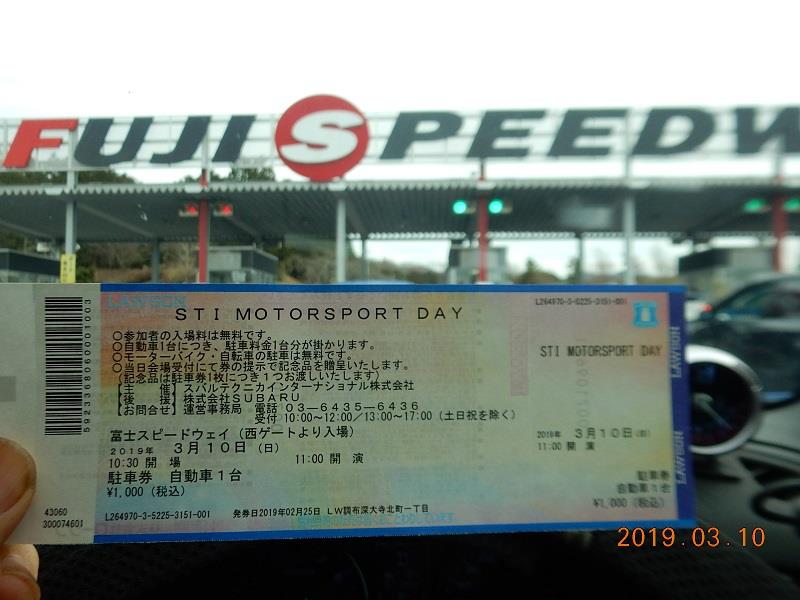 FUJI SPEEDW
LAWSON
STI MOTORSPORT DAY
○参加者の入場料は無料です。
○自動車1台につき、駐車料金1台分が掛かります。
○モーターバイク・自転車の駐車は無料です。
○当日会場受付にて券の提示で記念品を贈呈いたします。
(記念品は駐車券1枚につき1つお渡しいたします)
【主 催】スバルテクニカインターナショナル株式会社
【後 援】株式会社SUBARU
【お問合せ】運営事務局 電話 03-6435-6436
受付 10:00~12:00/13:00~17:00 (土日祝を除く)
富士スピードウェイ (西ゲートより入場)
2019年 3月10日 (日)
10:30 開 場 11:00 開 演
駐車券 自動車1台
¥1,000 (税込)
L264970-3-5225-3151-001 発券日2019年02月25日 LW調布深大寺北町一丁目
5923306806000 1003
43060
300074601
L264970-3-5225-3151-001
STI MOTORSPORT DAY
2019年 3月10日 (日)
11:00 開 演
駐車券
自動車1台
¥1,000 (税込)
LAWSON
LAWSON
LAWSON
2019.03.10